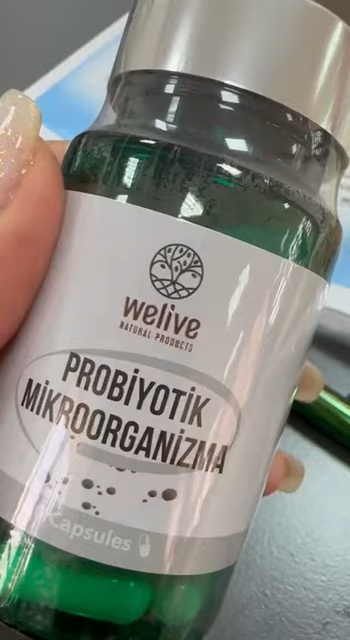 welive
NATURAL PRODUCTS
PROBİYOTİK
MİKROORGANİZMA
Capsules